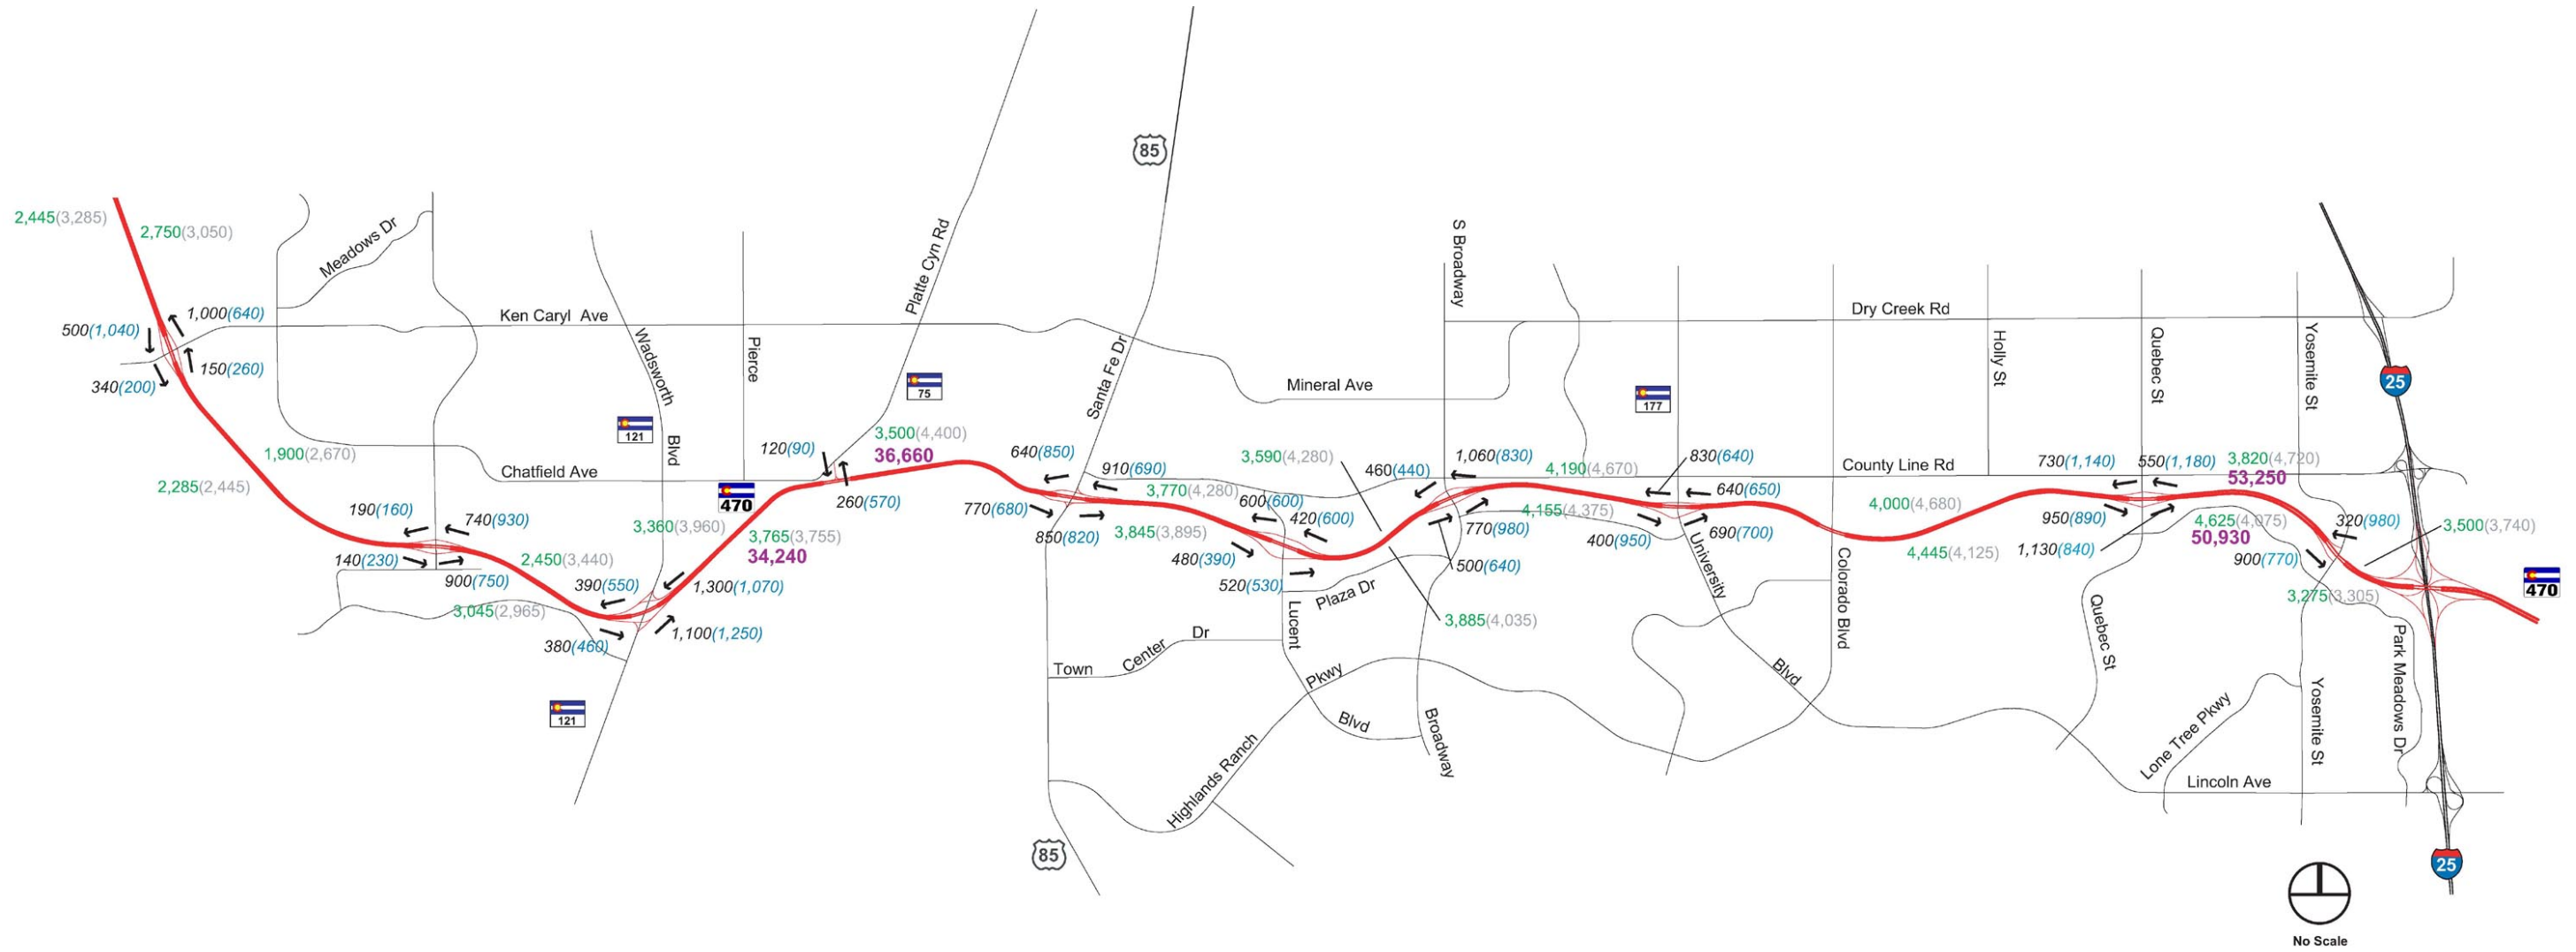 85
2,445(3,285)
2,750(3,050)
Meadows Dr
Platte Cyn Rd
S Broadway
500(1,040)
1,000(640)
Ken Caryl Ave
Dry Creek Rd
340(200)
150(260)
Wadsworth
Blvd
Pierce
Santa Fe Dr
Mineral Ave
Holly St
Quebec St
Yosemite St
25
75
177
121
1,900(2,670)
2,285(2,445)
Chatfield Ave
120(90)
3,500(4,400)
36,660
640(850)
910(690)
3,590(4,280)
460(440)
1,060(830)
4,190(4,670)
830(640)
County Line Rd
730(1,140)
550(1,180)
3,820(4,720)
53,250
470
190(160)
740(930)
3,360(3,960)
3,765(3,755)
34,240
260(570)
770(680)
3,770(4,280)
600(600)
420(600)
850(820)
3,845(3,895)
770(980)
4,155(4,375)
640(650)
690(700)
400(950)
4,000(4,680)
4,445(4,125)
950(890)
1,130(840)
4,625(4,075)
50,930
320(980)
900(770)
3,500(3,740)
140(230)
900(750)
2,450(3,440)
390(550)
1,300(1,070)
480(390)
520(530)
Plaza Dr
500(640)
University
Blvd
Colorado Blvd
3,275(3,305)
470
3,045(2,965)
380(460)
1,100(1,250)
Lucent
Blvd
3,885(4,035)
Quebec St
Park Meadows Dr
Town Center Dr
Highlands Ranch Pkwy
121
Broadway
Lone Tree Pkwy
Yosemite St
Lincoln Ave
85
25
No Scale